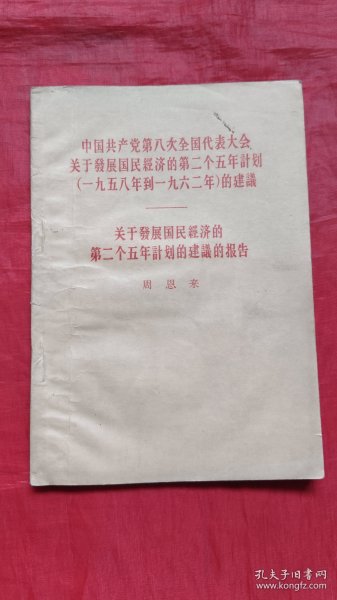 中国共产党第八次全国代表大会
关于發展国民經济的第二个五年計划
(一九五八年到一九六二年)的建議
关于發展国民經济的
第二个五年計划的建議的报告
周恩来
孔夫子旧书网
www.kongfz.com